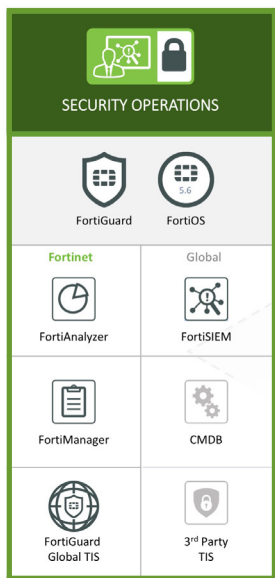 SECURITY OPERATIONS
5.6
FortiGuard FortiOS
Fortinet Global
FortiAnalyzer FortiSIEM
FortiManager CMDB
FortiGuard 3rd Party
Global TIS TIS